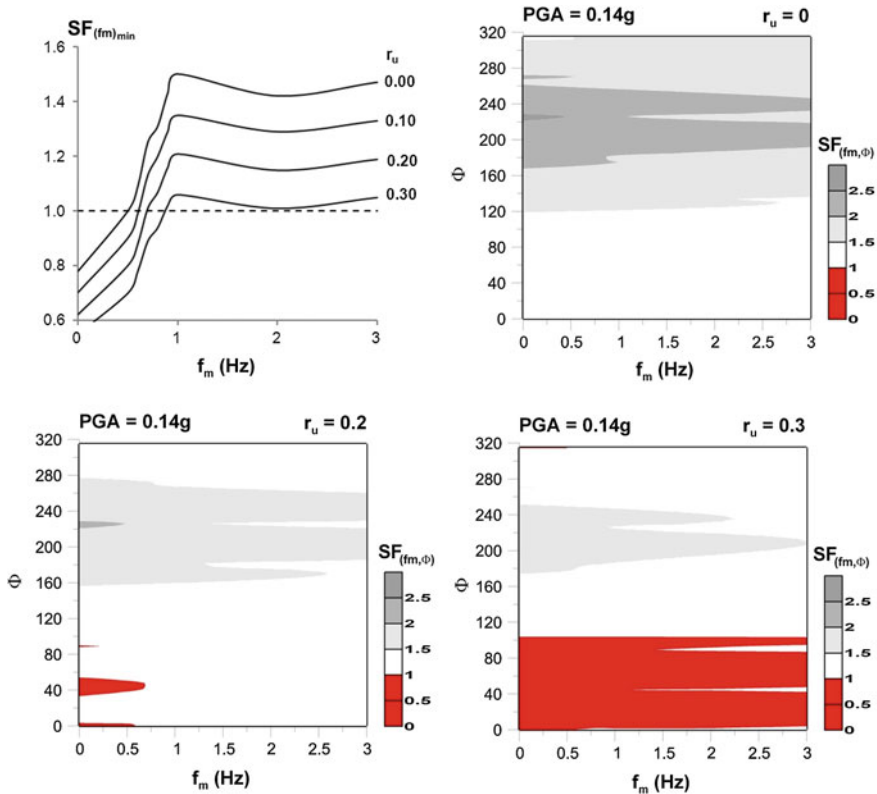 SF(fm)min
1.6
1.4
1.2
1.0
0.8
0.6
ru
0.00
0.10
0.20
0.30
0 1 2 3
fm (Hz)
PGA = 0.14g ru = 0
320
280
240
200
160
120
80
40
0
Φ
0 0.5 1 1.5 2 2.5 3
fm (Hz)
SF(fm,Φ)
2.5
2
1.5
1
0.5
0
PGA = 0.14g ru = 0.2
320
280
240
200
160
120
80
40
0
Φ
0 0.5 1 1.5 2 2.5 3
fm (Hz)
SF(fm,Φ)
2.5
2
1.5
1
0.5
0
PGA = 0.14g ru = 0.3
320
280
240
200
160
120
80
40
0
Φ
0 0.5 1 1.5 2 2.5 3
fm (Hz)
SF(fm,Φ)
2.5
2
1.5
1
0.5
0